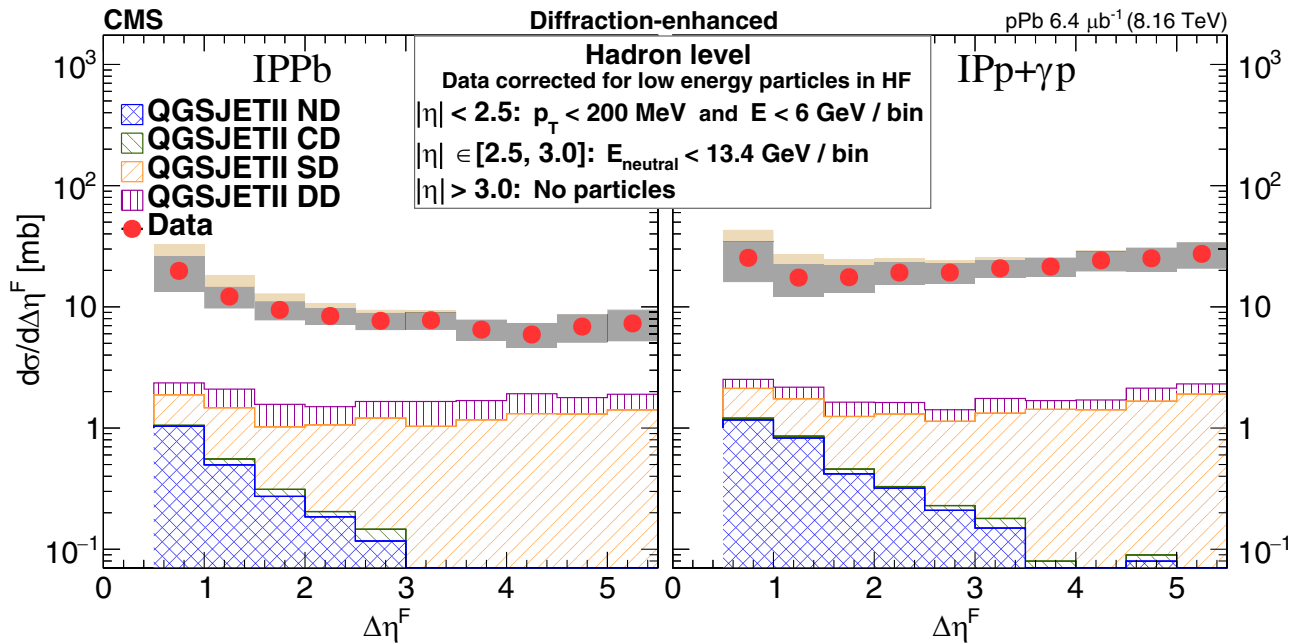 CMS Diffraction-enhanced pPb 6.4 μb⁻¹ (8.16 TeV)
IPPb
IPp+γp
Hadron level
Data corrected for low energy particles in HF
|η| < 2.5: p_T < 200 MeV and E < 6 GeV / bin
|η| ∈[2.5, 3.0]: E_neutral < 13.4 GeV / bin
|η| > 3.0: No particles
QGSJETII ND
QGSJETII CD
QGSJETII SD
QGSJETII DD
Data
dσ/dΔη^F [mb]
10³
10²
10
1
10⁻¹
10³
10²
10
1
10⁻¹
0 1 2 3 4 5
0 1 2 3 4 5
Δη^F
Δη^F